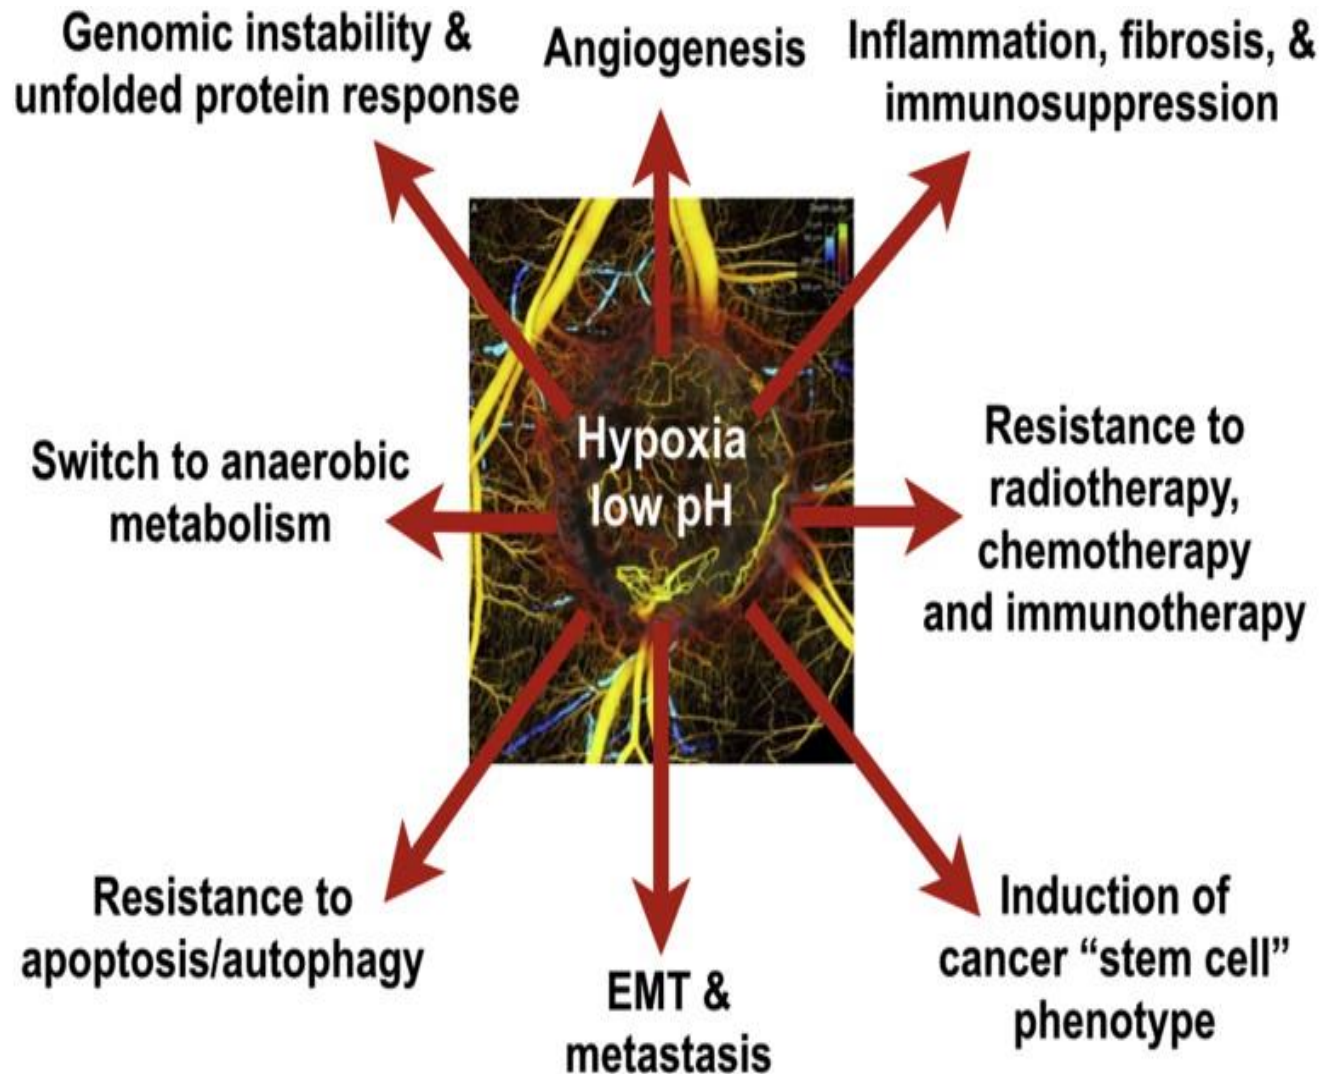 Genomic instability &
unfolded protein response
Angiogenesis
Inflammation, fibrosis, &
immunosuppression
Switch to anaerobic
metabolism
Hypoxia
low pH
Resistance to
radiotherapy,
chemotherapy
and immunotherapy
Resistance to
apoptosis/autophagy
EMT &
metastasis
Induction of
cancer “stem cell”
phenotype